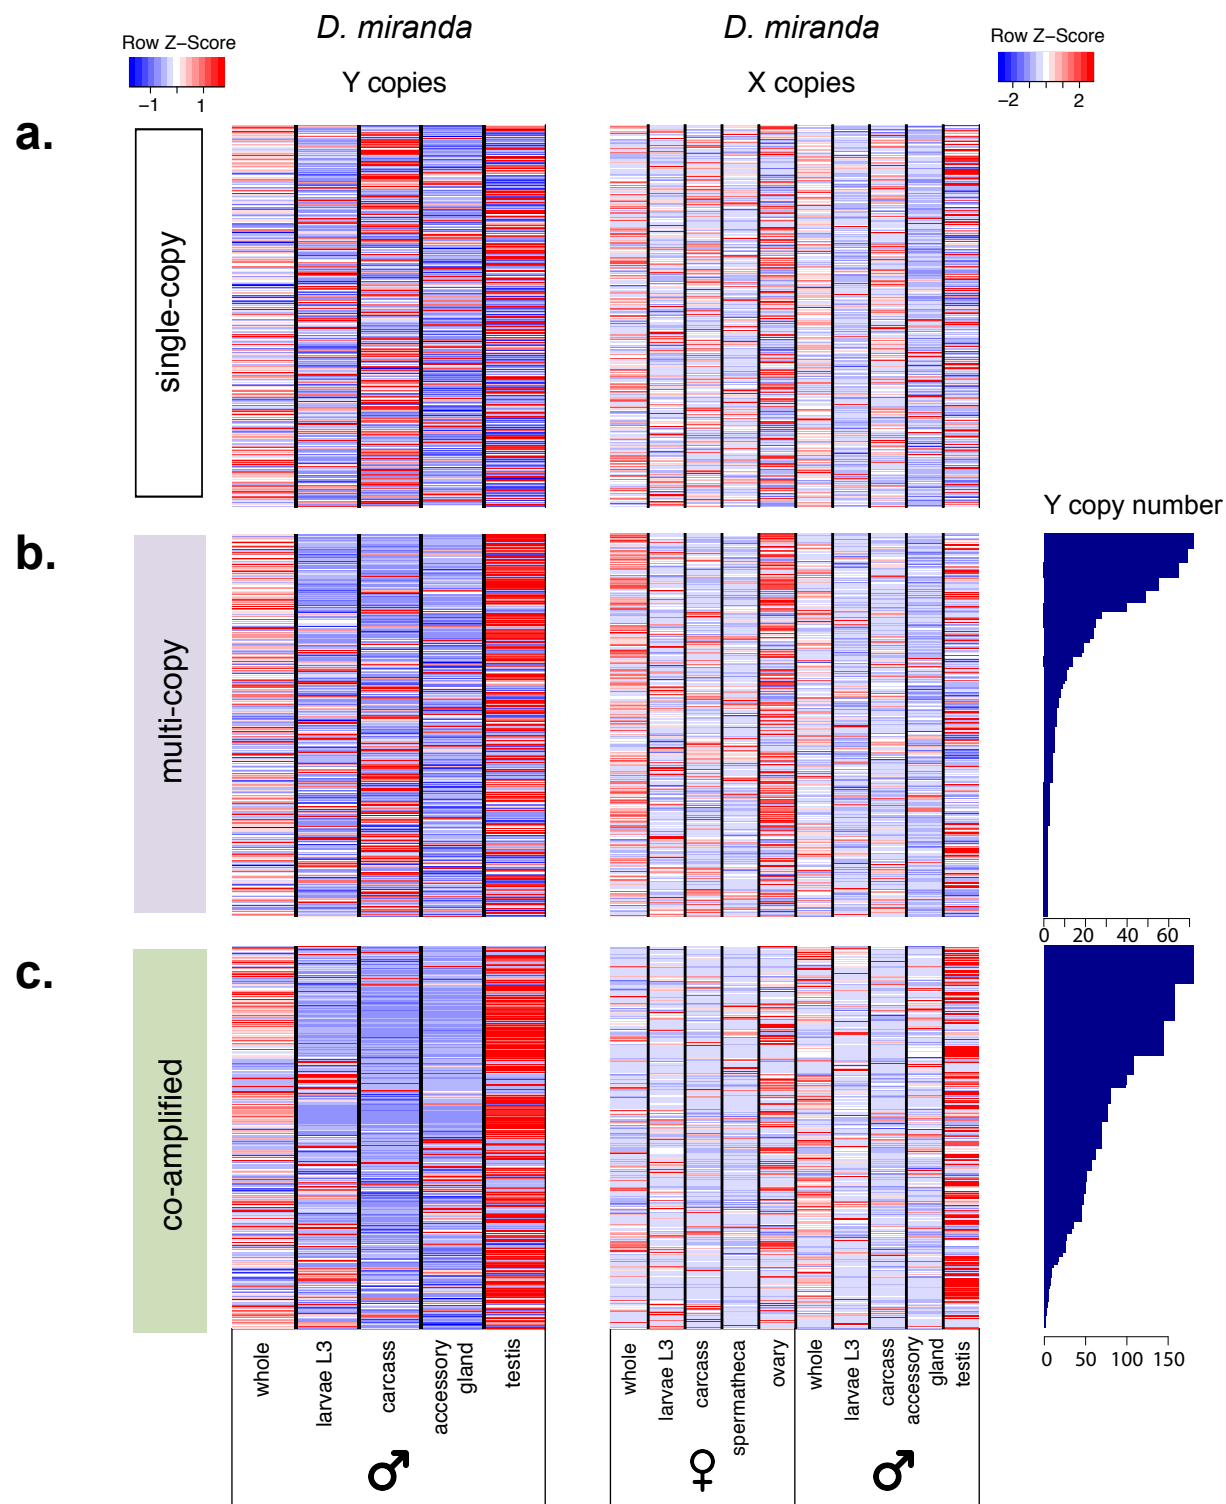 D. miranda
D. miranda
Row Z−Score
Row Z−Score
Y copies
X copies
−1 1
−2 2
a.
single-copy
Y copy number
b.
multi-copy
0 20 40 60
c.
co-amplified
0 50 100 150
whole
larvae L3
carcass
accessory
gland
testis
whole
larvae L3
carcass
spermatheca
ovary
whole
larvae L3
carcass
accessory
gland
testis
♂
♀
♂